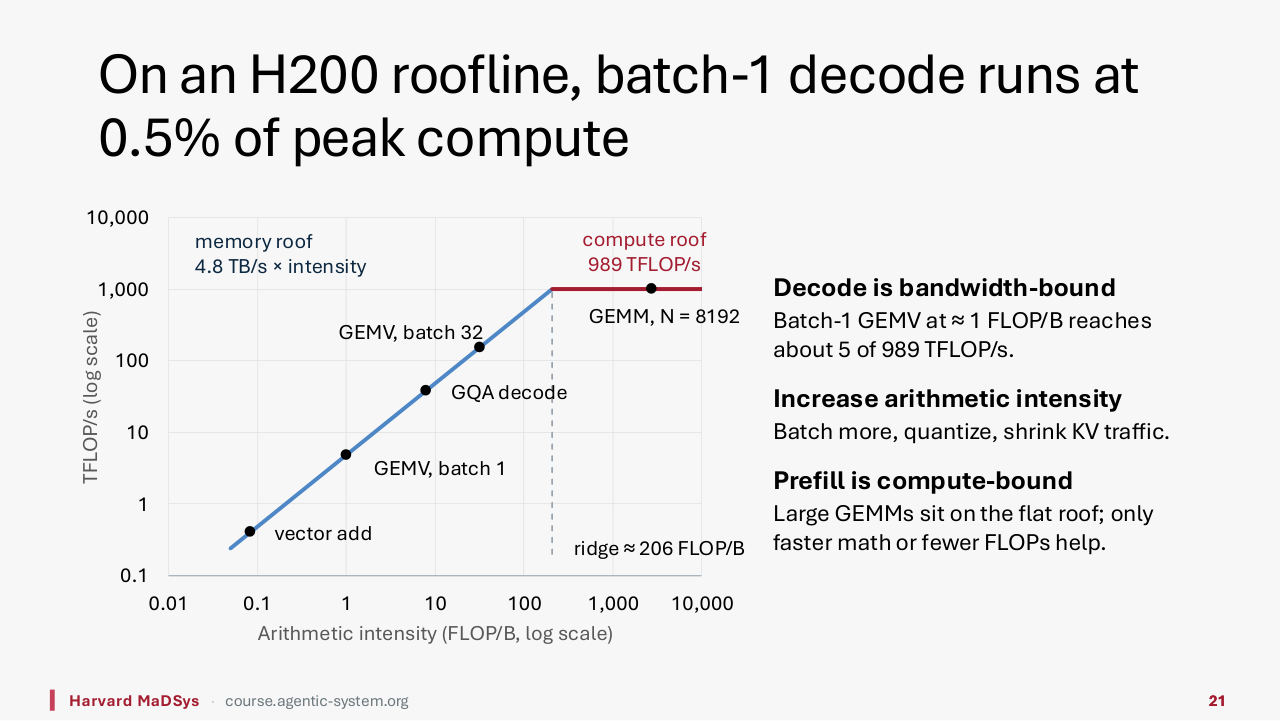 On an H200 roofline, batch-1 decode runs at
0.5% of peak compute
10,000
1,000
100
10
1
0.1
TFLOP/s (log scale)
memory roof
4.8 TB/s × intensity
compute roof
989 TFLOP/s
GEMM, N = 8192
GEMV, batch 32
GQA decode
GEMV, batch 1
vector add
ridge ≈ 206 FLOP/B
0.01
0.1
1
10
100
1,000
10,000
Arithmetic intensity (FLOP/B, log scale)
Decode is bandwidth-bound
Batch-1 GEMV at ≈ 1 FLOP/B reaches
about 5 of 989 TFLOP/s.
Increase arithmetic intensity
Batch more, quantize, shrink KV traffic.
Prefill is compute-bound
Large GEMMs sit on the flat roof; only
faster math or fewer FLOPs help.
Harvard MaDSys · course.agentic-system.org
21